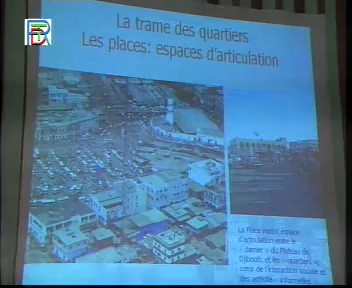 La trame des quartiers
Les places: espaces d'articulation
La Place Harbi espace
d'articulation entre le
« damier » du Plateau de
Djibouti, et les « quartiers »,
cœur de l'interaction sociale et
des activités informelles